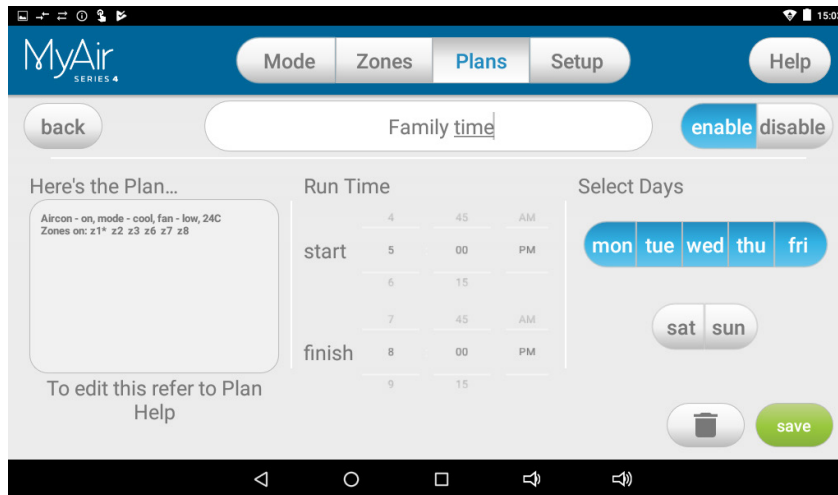 15:02
MyAir
SERIES 4
Mode Zones Plans Setup
Help
back
Family time
enable disable
Here's the Plan...
Aircon - on, mode - cool, fan - low, 24C
Zones on: z1* z2 z3 z6 z7 z8
To edit this refer to Plan
Help
Run Time
4 45 AM
start 5 00 PM
6 15
7 45 AM
finish 8 00 PM
9 15
Select Days
mon tue wed thu fri
sat sun
save